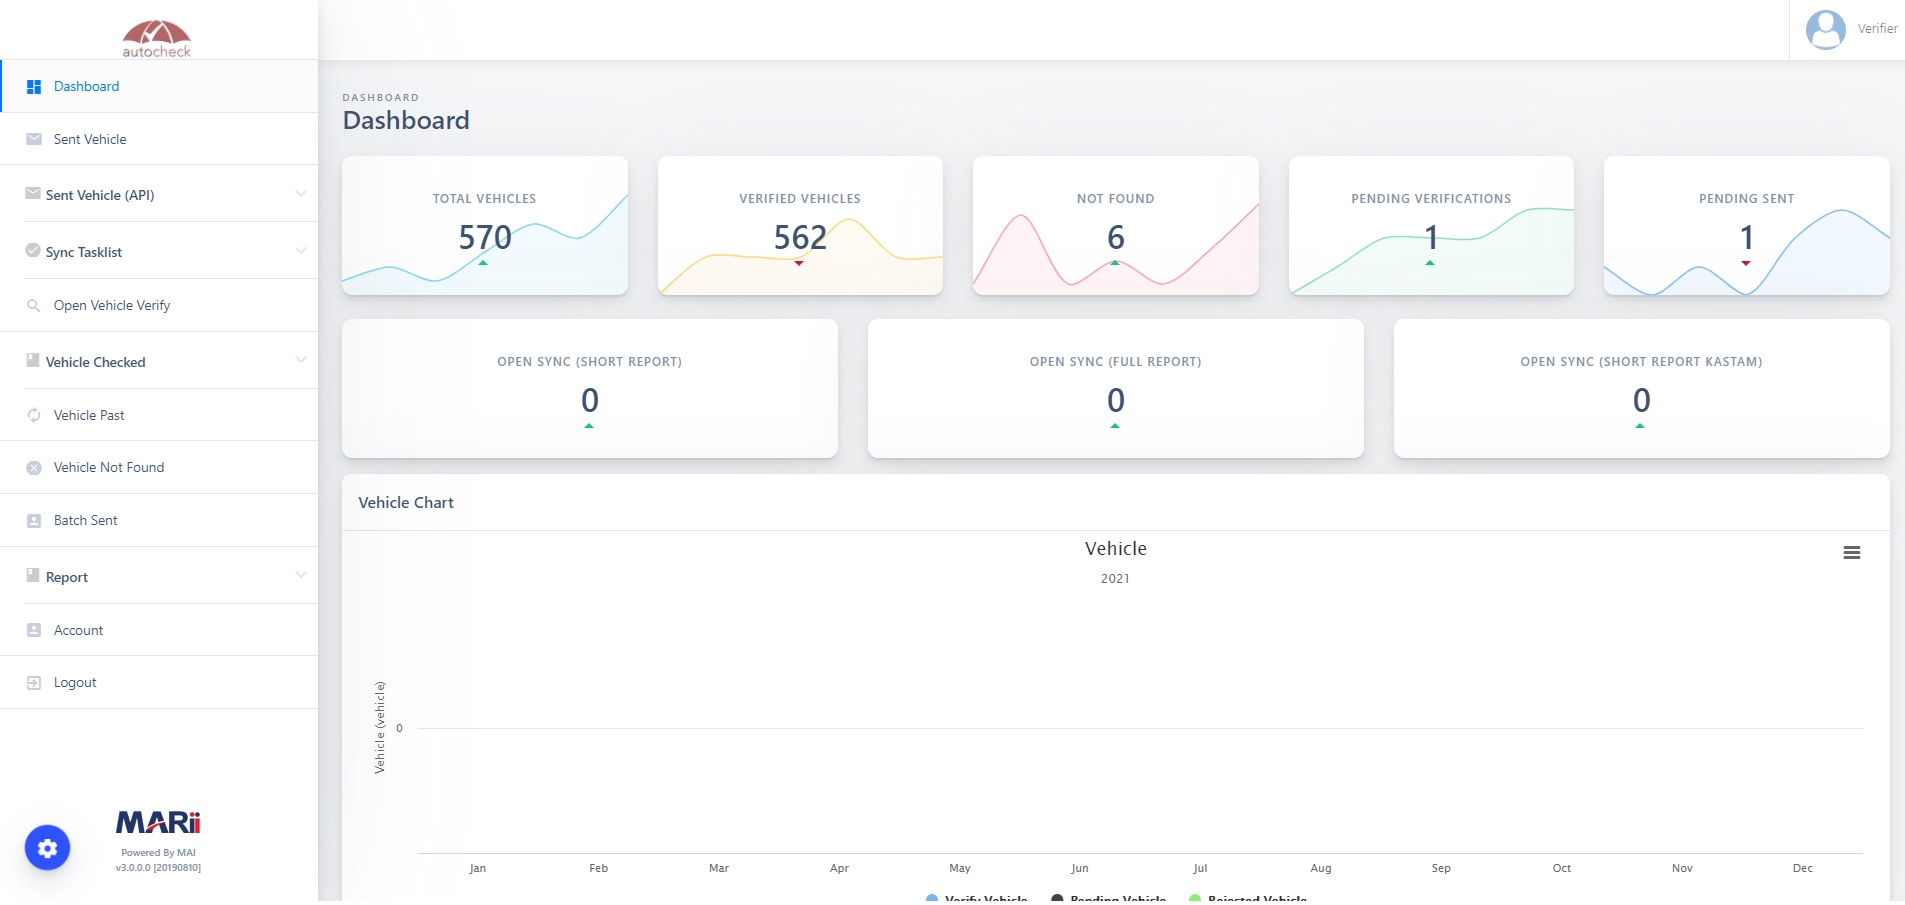 autocheck
Verifier
Dashboard
Sent Vehicle
Sent Vehicle (API)
Sync Tasklist
Open Vehicle Verify
Vehicle Checked
Vehicle Past
Vehicle Not Found
Batch Sent
Report
Account
Logout
MARii
Powered By MAI
v3.0.0.0 [20190810]
DASHBOARD
Dashboard
TOTAL VEHICLES
570
VERIFIED VEHICLES
562
NOT FOUND
6
PENDING VERIFICATIONS
1
PENDING SENT
1
OPEN SYNC (SHORT REPORT)
0
OPEN SYNC (FULL REPORT)
0
OPEN SYNC (SHORT REPORT KASTAM)
0
Vehicle Chart
Vehicle
2021
Vehicle (vehicle)
0
Jan Feb Mar Apr May Jun Jul Aug Sep Oct Nov Dec
Verify Vehicle Pending Vehicle Rejected Vehicle